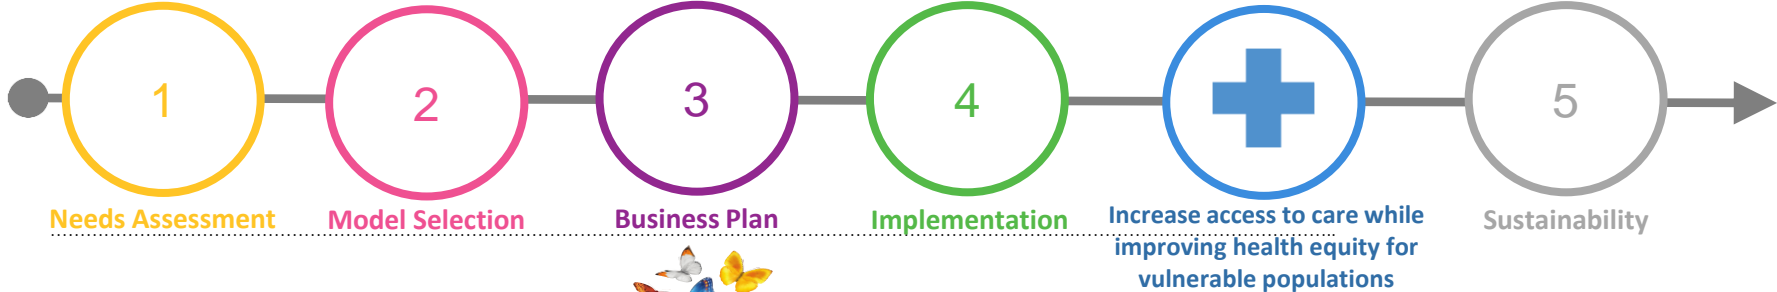 1
2
3
4
5
Needs Assessment
Model Selection
Business Plan
Implementation
Increase access to care while
improving health equity for
vulnerable populations
Sustainability